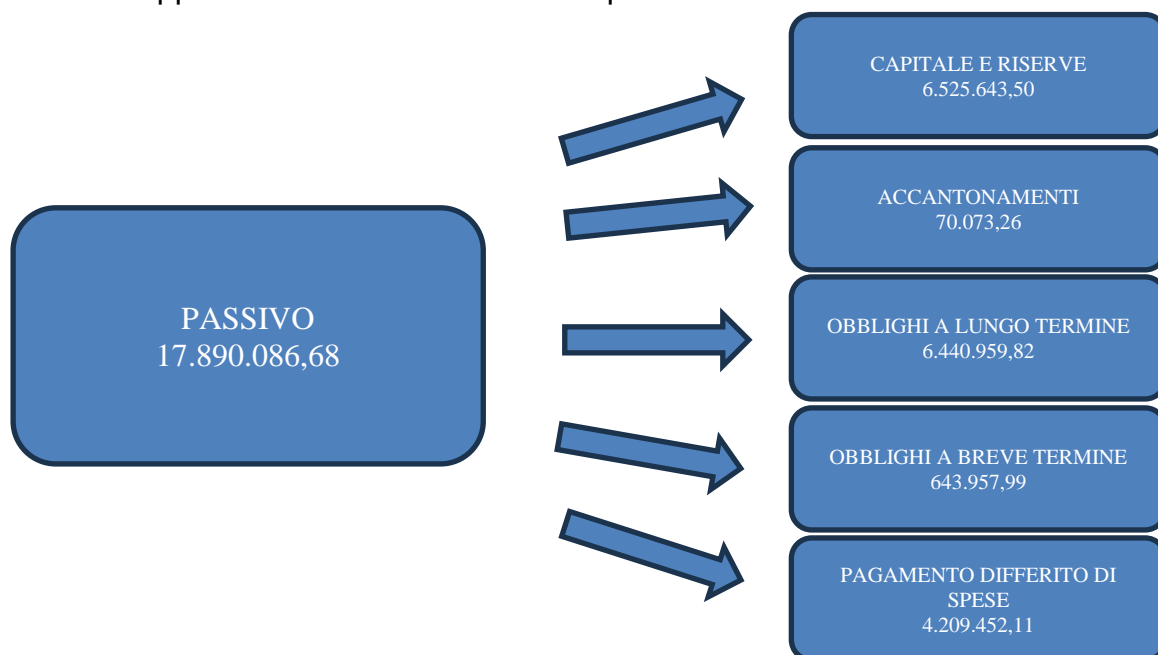 PASSIVO
17.890.086,68
CAPITALE E RISERVE
6.525.643,50
ACCANTONAMENTI
70.073,26
OBBLIGHI A LUNGO TERMINE
6.440.959,82
OBBLIGHI A BREVE TERMINE
643.957,99
PAGAMENTO DIFFERITO DI
SPESE
4.209.452,11